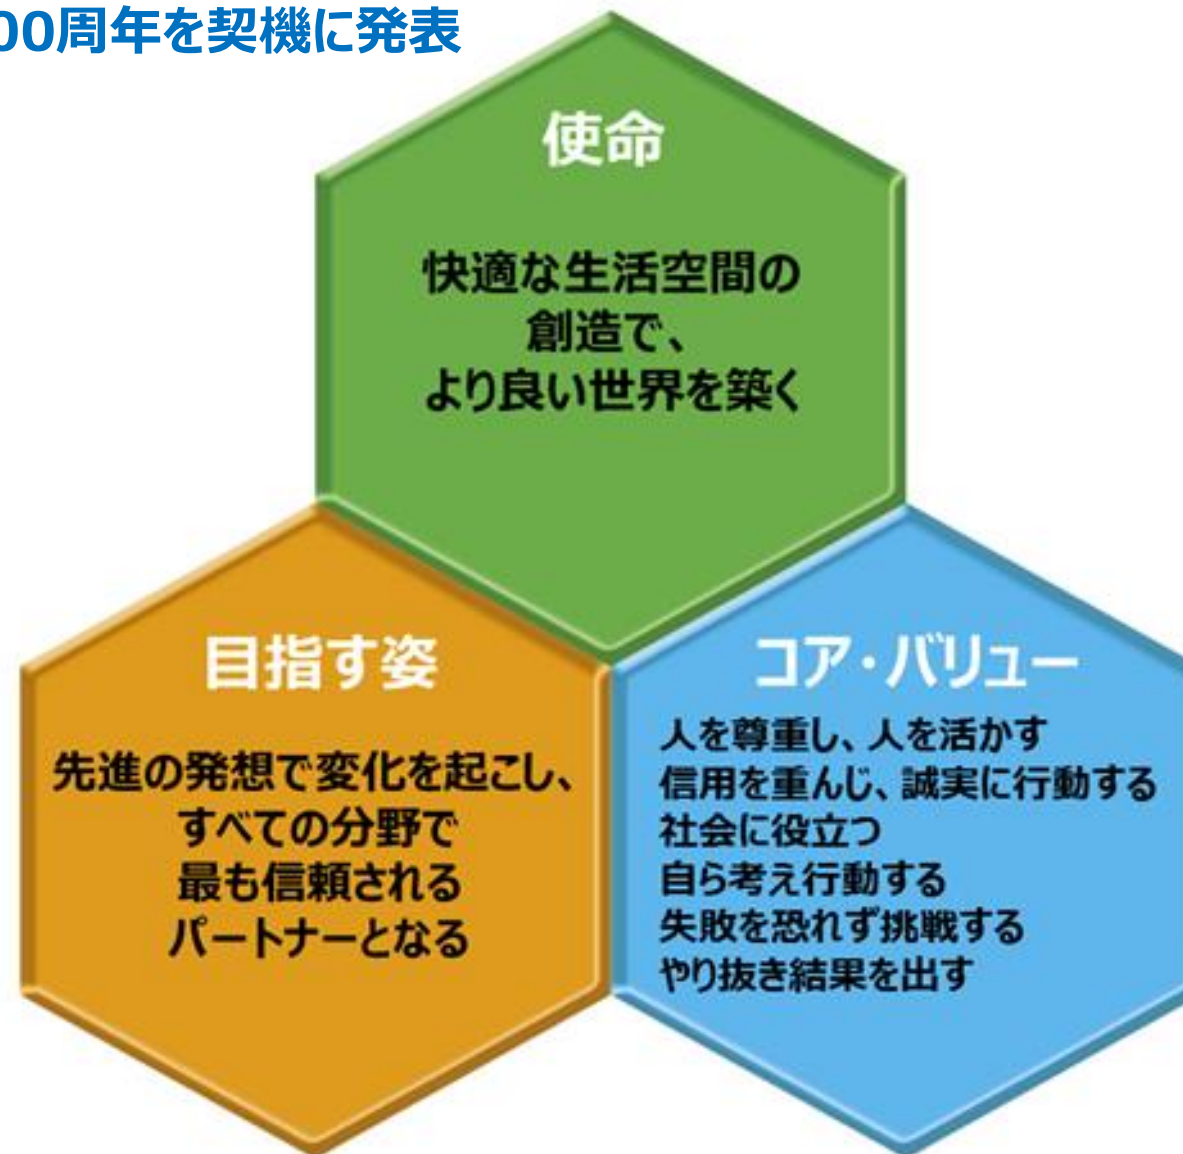 00周年を契機に発表
使命
快適な生活空間の
創造で、
より良い世界を築く
目指す姿
先進の発想で変化を起こし、
すべての分野で
最も信頼される
パートナーとなる
コア・バリュー
人を尊重し、人を活かす
信用を重んじ、誠実に行動する
社会に役立つ
自ら考え行動する
失敗を恐れず挑戦する
やり抜き結果を出す